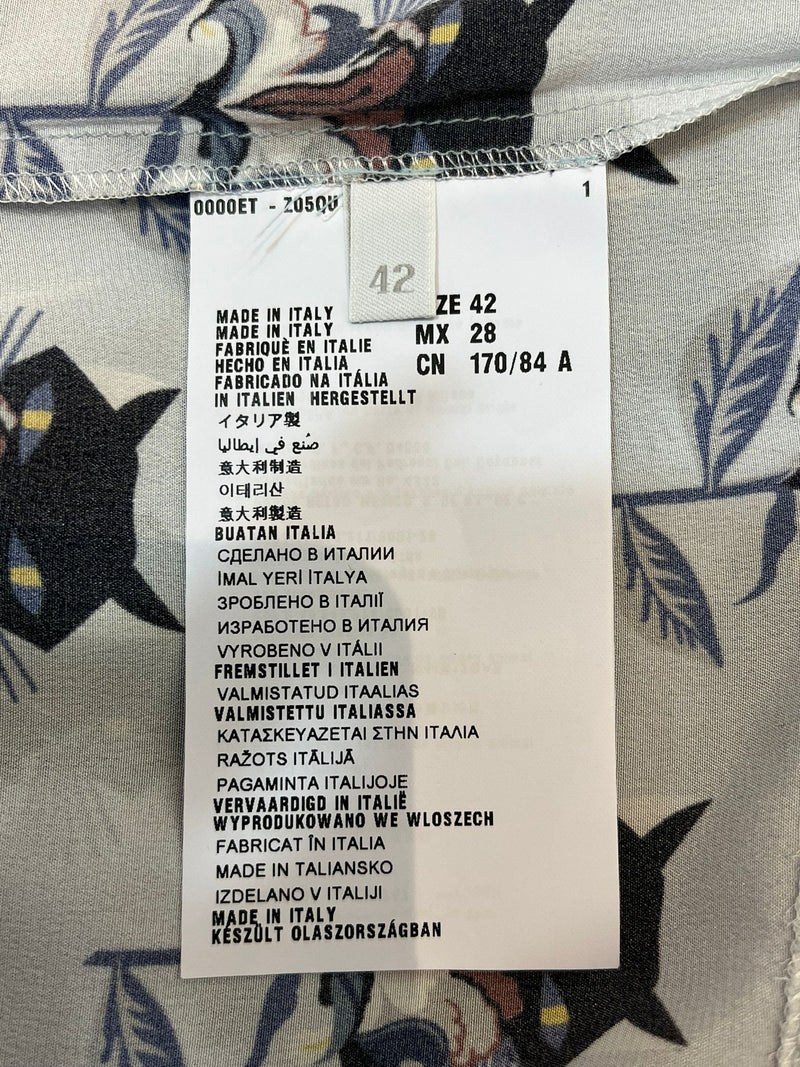 0000ET - Z05QU
1
42
ZE 42
MX 28
CN 170/84 A
MADE IN ITALY
MADE IN ITALY
FABRIQUÈ EN ITALIE
HECHO EN ITALIA
FABRICADO NA ITÁLIA
IN ITALIEN HERGESTELLT
イタリア製
صُنع في إيطاليا
意大利制造
이테리산
意大利製造
BUATAN ITALIA
СДЕЛАНО В ИТАЛИИ
İMAL YERİ İTALYA
ЗРОБЛЕНО В ІТАЛІЇ
ИЗРАБОТЕНО В ИТАЛИЯ
VYROBENO V ITÁLII
FREMSTILLET I ITALIEN
VALMISTATUD ITAALIAS
VALMISTETTU ITALIASSA
ΚΑΤΑΣΚΕΥΑΖΕΤΑΙ ΣΤΗΝ ΙΤΑΛΙΑ
RAŽOTS ITĀLIJĀ
PAGAMINTA ITALIJOJE
VERVAARDIGD IN ITALIË
WYPRODUKOWANO WE WLOSZECH
FABRICAT ÎN ITALIA
MADE IN TALIANSKO
IZDELANO V ITALIJI
MADE IN ITALY
KÉSZÜLT OLASZORSZÁGBAN